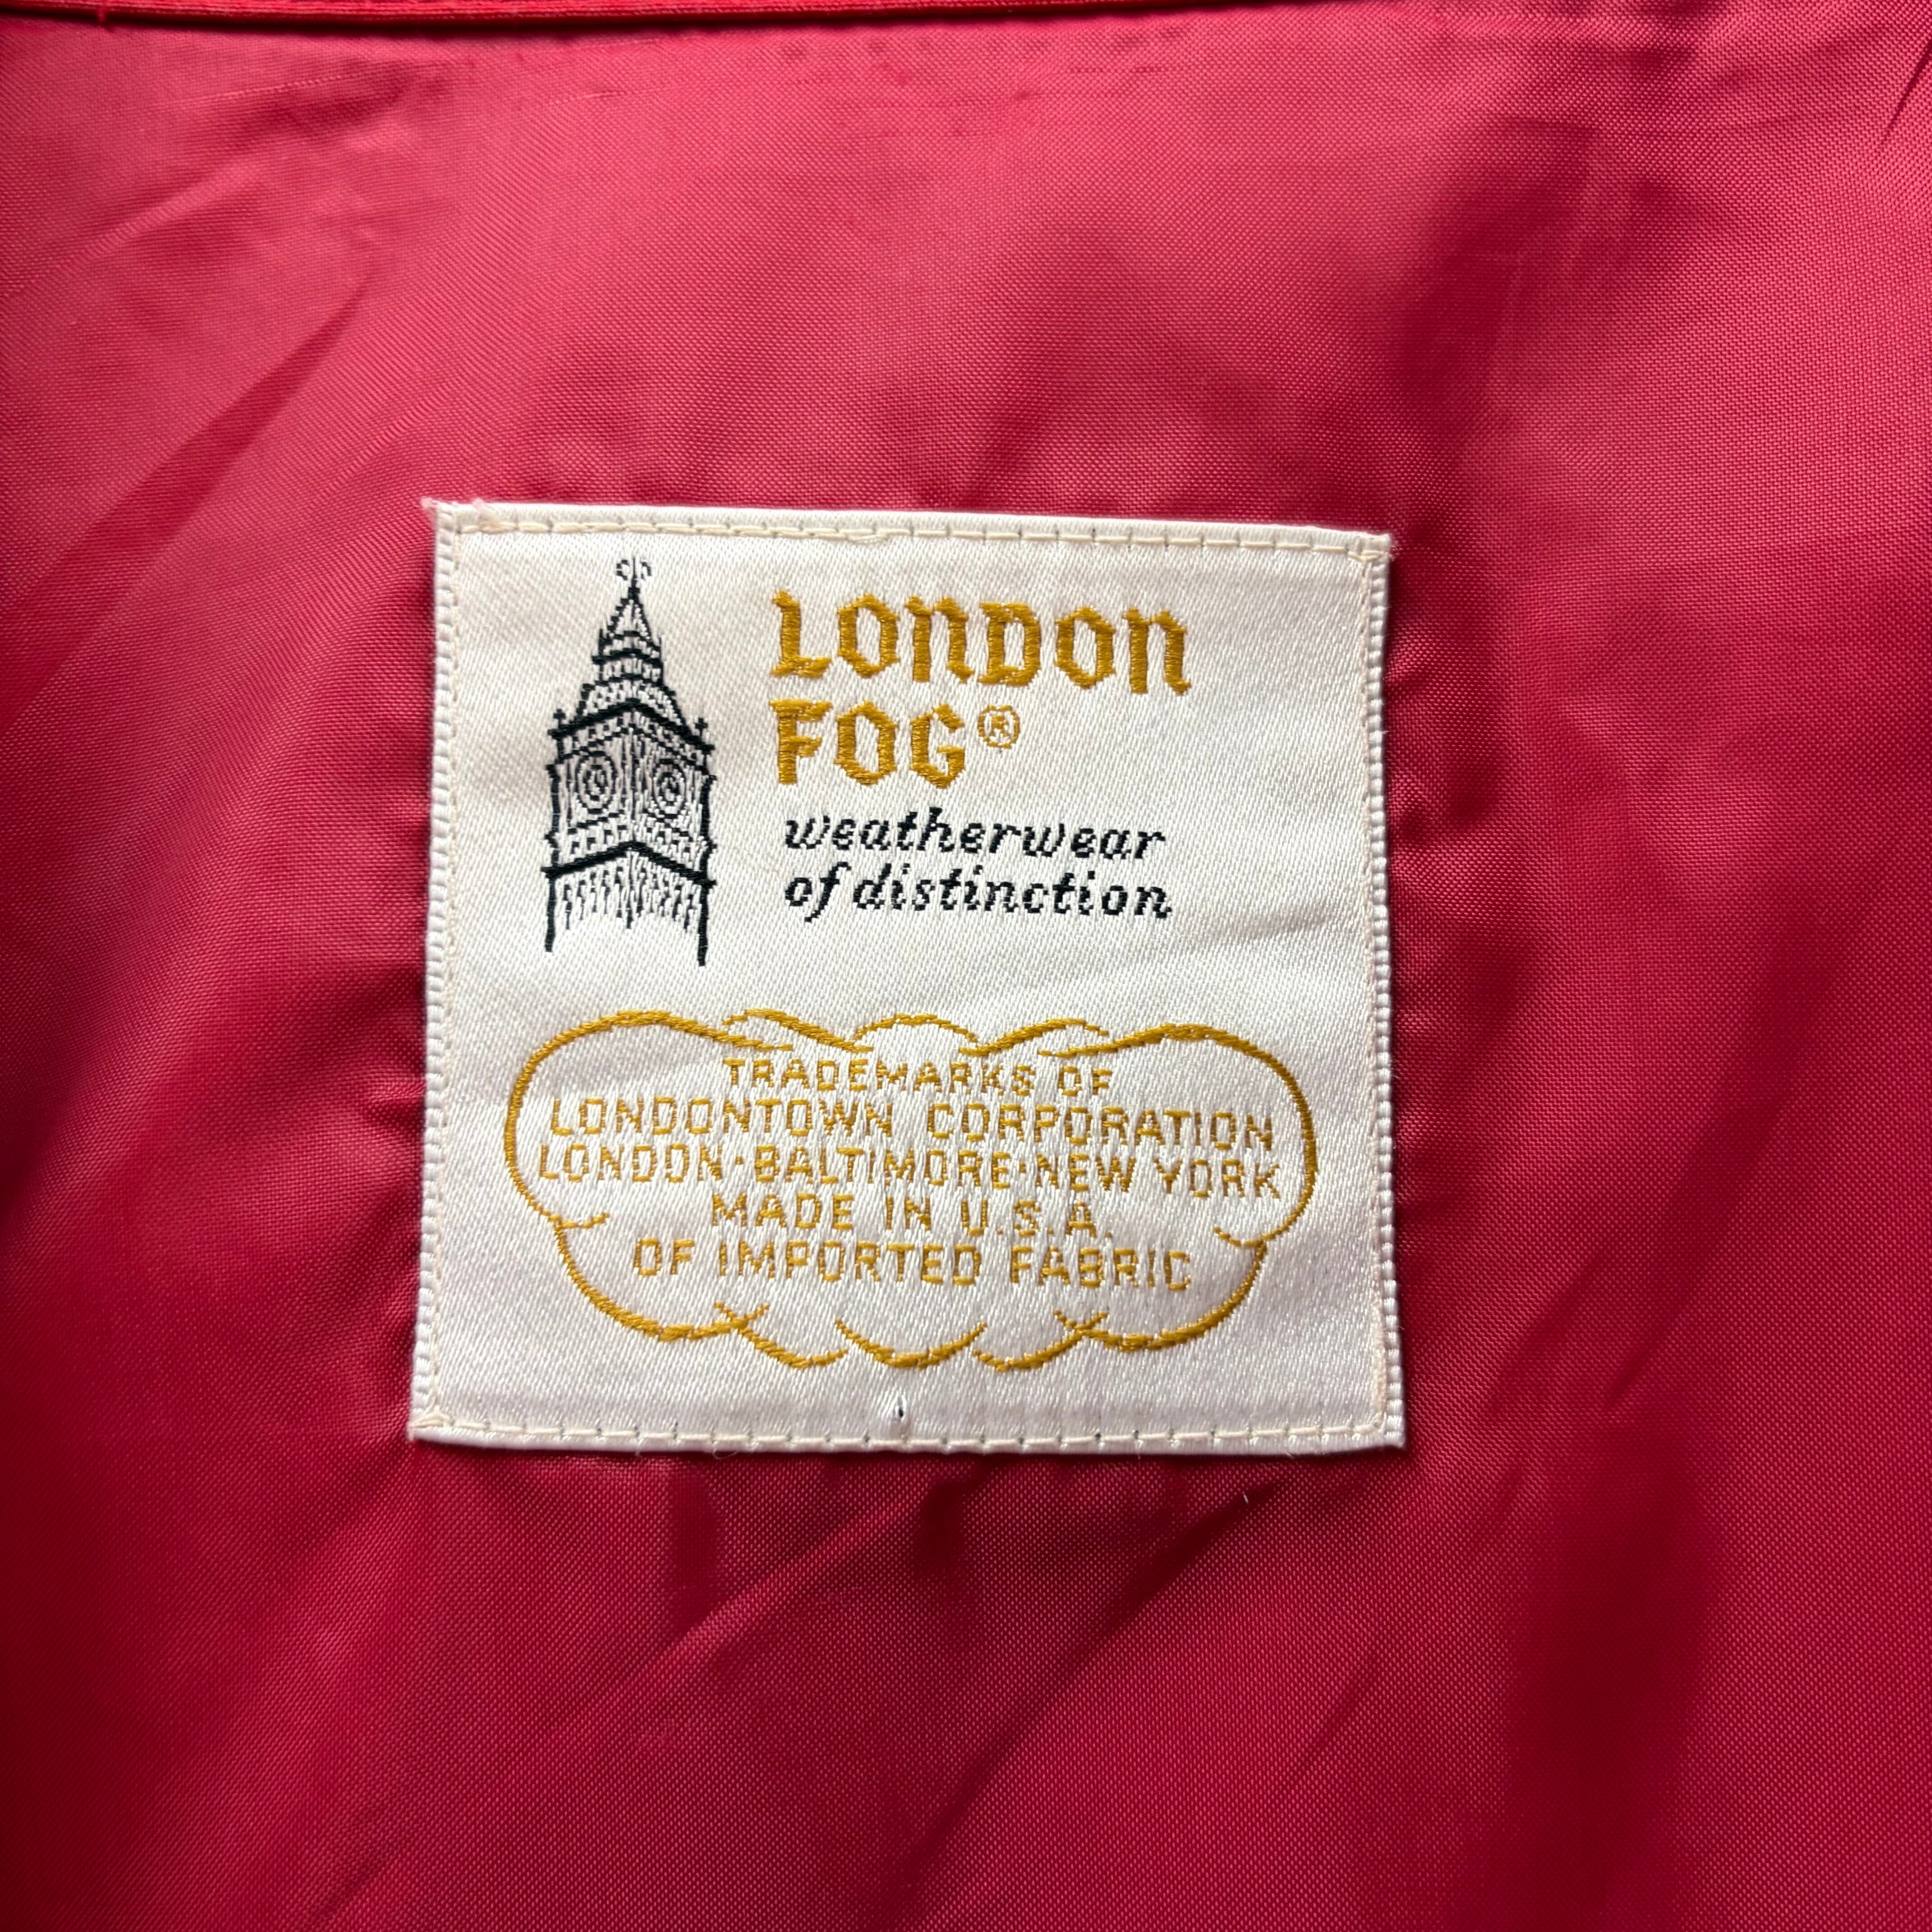 LONDON
FOG®
weatherwear
of distinction
TRADEMARKS OF
LONDONTOWN CORPORATION
LONDON·BALTIMORE·NEW YORK
MADE IN U.S.A.
OF IMPORTED FABRIC